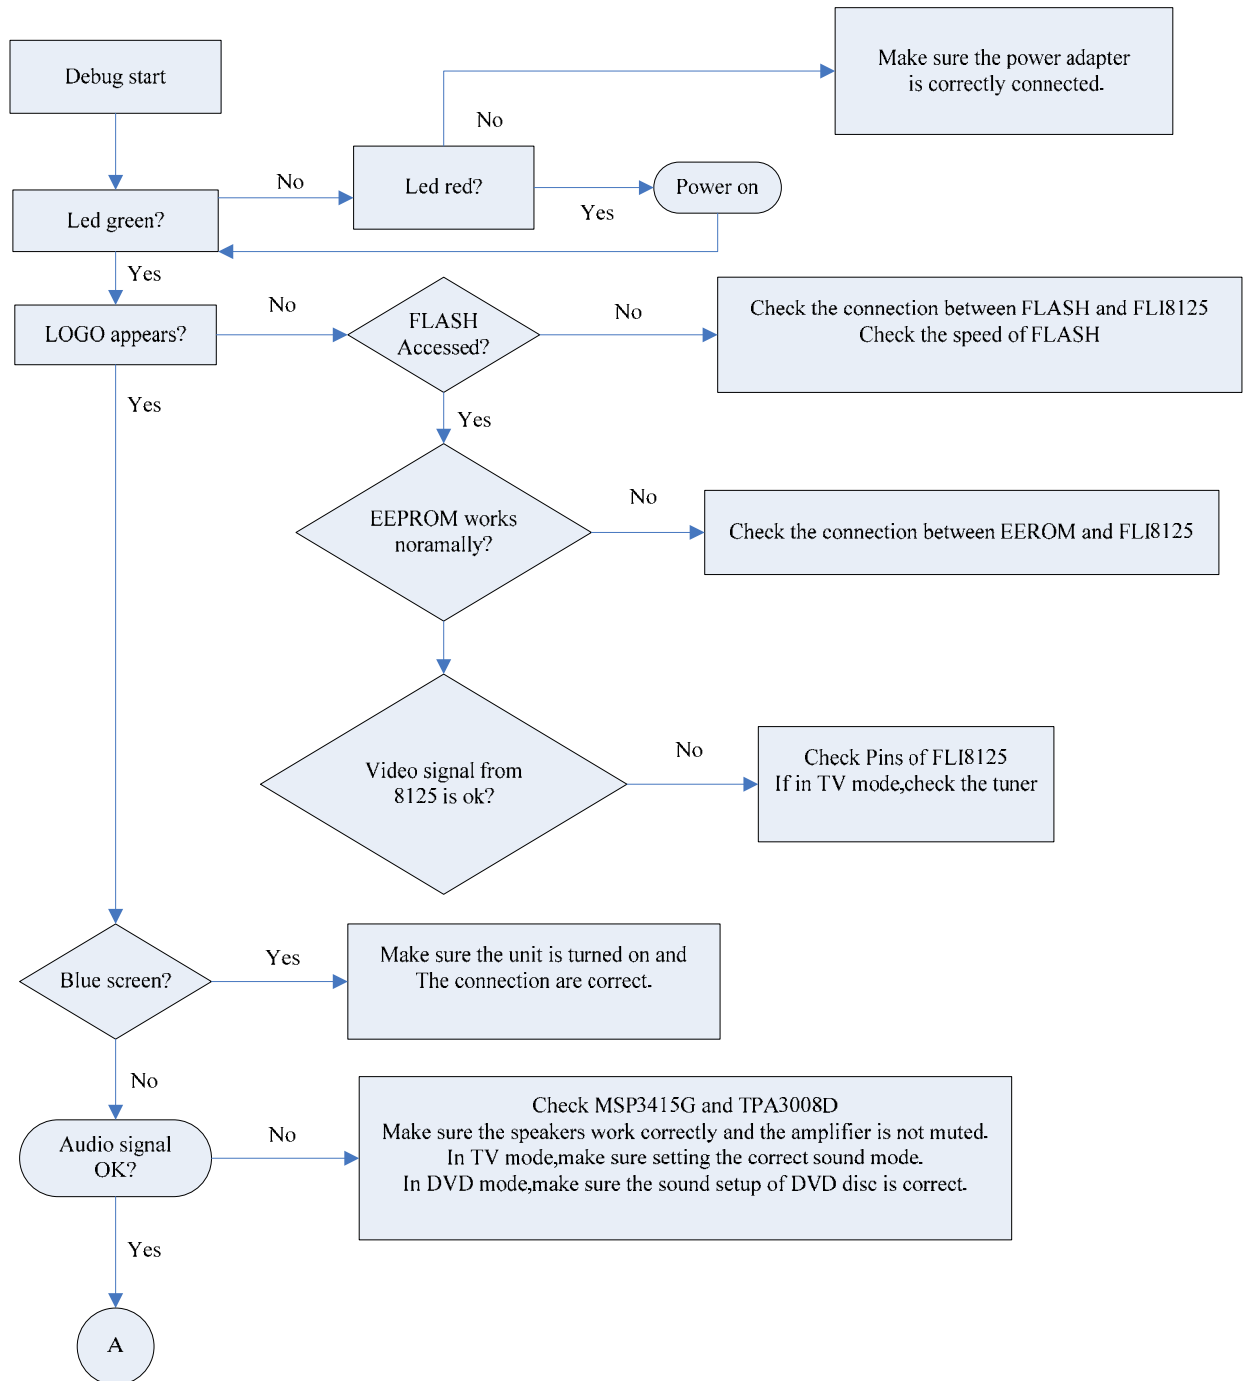 Debug start
Make sure the power adapter
is correctly connected.
No
No
Led red?
Power on
Led green?
Yes
Yes
LOGO appears?
No
FLASH
Accessed?
No
Check the connection between FLASH and FLI8125
Check the speed of FLASH
Yes
Yes
EEPROM works
noramally?
No
Check the connection between EEROM and FLI8125
Video signal from
8125 is ok?
No
Check Pins of FLI8125
If in TV mode,check the tuner
Blue screen?
Yes
Make sure the unit is turned on and
The connection are correct.
No
Audio signal
OK?
No
Check MSP3415G and TPA3008D
Make sure the speakers work correctly and the amplifier is not muted.
In TV mode,make sure setting the correct sound mode.
In DVD mode,make sure the sound setup of DVD disc is correct.
Yes
A